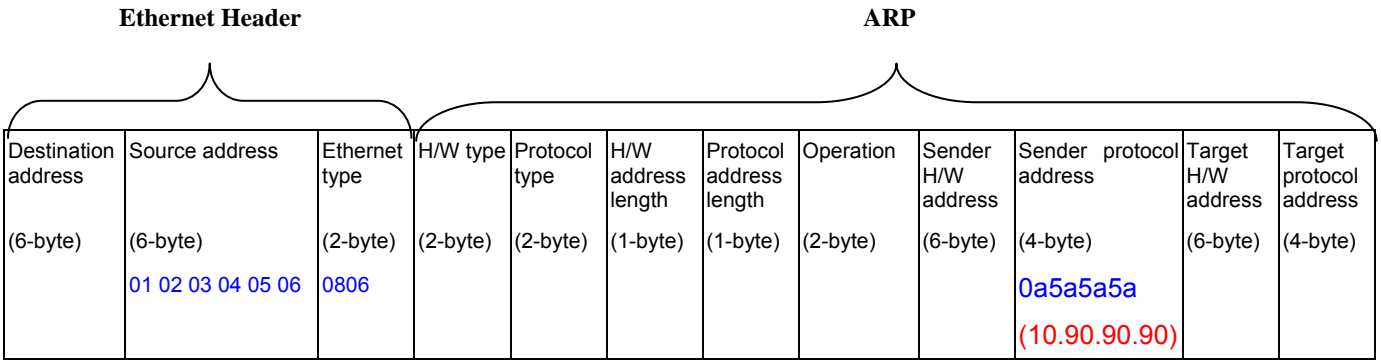 Ethernet Header
ARP
Destination address
(6-byte)
Source address
(6-byte)
01 02 03 04 05 06
Ethernet type
(2-byte)
0806
H/W type
(2-byte)
Protocol type
(2-byte)
H/W address length
(1-byte)
Protocol address length
(1-byte)
Operation
(2-byte)
Sender H/W address
(6-byte)
Sender protocol address
(4-byte)
0a5a5a5a
(10.90.90.90)
Target H/W address
(6-byte)
Target protocol address
(4-byte)